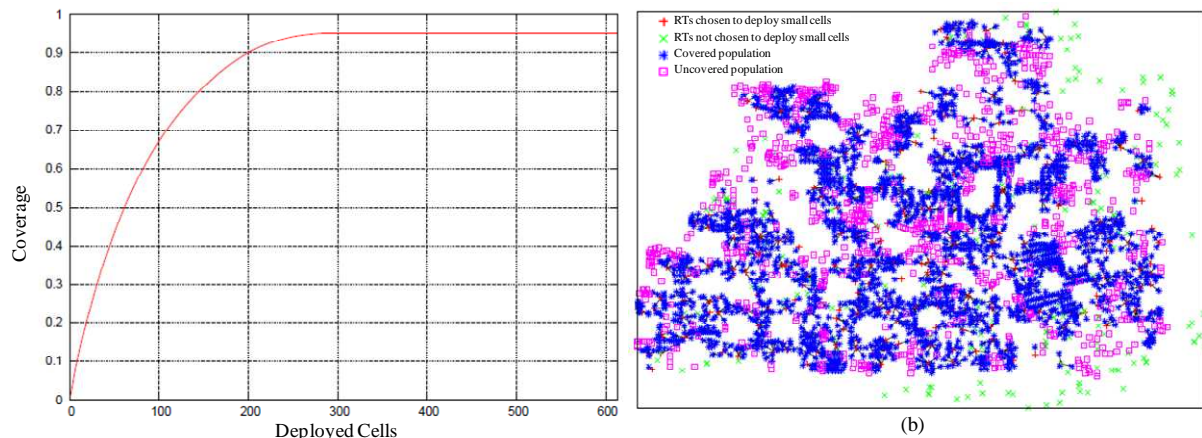 1
0.9
0.8
0.7
0.6
0.5
0.4
0.3
0.2
0.1
0
Coverage
0 100 200 300 400 500 600
Deployed Cells
RTs chosen to deploy small cells
RTs not chosen to deploy small cells
Covered population
Uncovered population
(b)